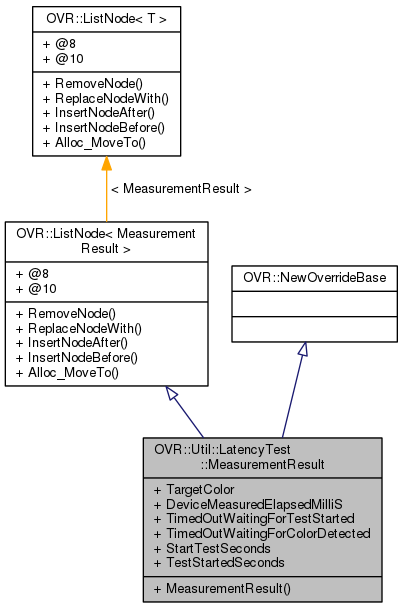 OVR::ListNode< T >
+ @8
+ @10
+ RemoveNode()
+ ReplaceNodeWith()
+ InsertNodeAfter()
+ InsertNodeBefore()
+ Alloc_MoveTo()
< MeasurementResult >
OVR::ListNode< Measurement
Result >
+ @8
+ @10
+ RemoveNode()
+ ReplaceNodeWith()
+ InsertNodeAfter()
+ InsertNodeBefore()
+ Alloc_MoveTo()
OVR::NewOverrideBase
OVR::Util::LatencyTest
::MeasurementResult
+ TargetColor
+ DeviceMeasuredElapsedMilliS
+ TimedOutWaitingForTestStarted
+ TimedOutWaitingForColorDetected
+ StartTestSeconds
+ TestStartedSeconds
+ MeasurementResult()